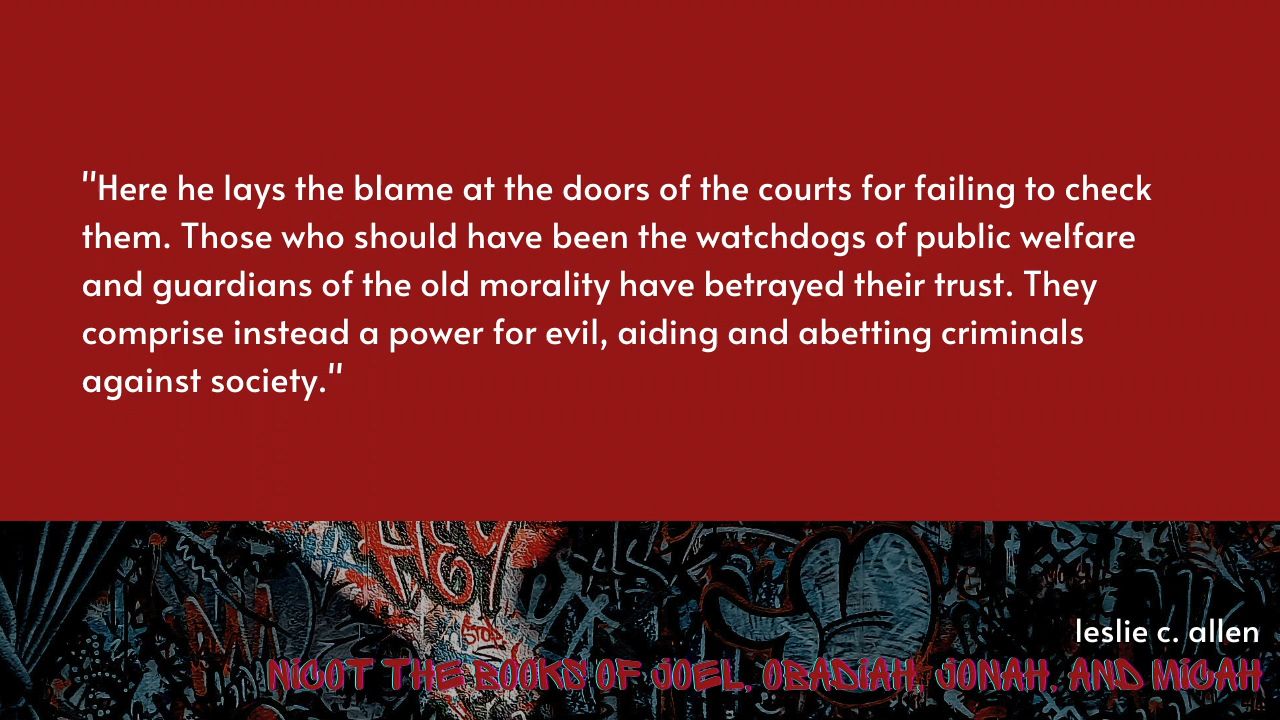 "Here he lays the blame at the doors of the courts for failing to check
them. Those who should have been the watchdogs of public welfare
and guardians of the old morality have betrayed their trust. They
comprise instead a power for evil, aiding and abetting criminals
against society."
HEY
STOP
leslie c. allen
NICOT THE BOOKS OF JOEL, OBADIAH, JONAH, AND MICAH